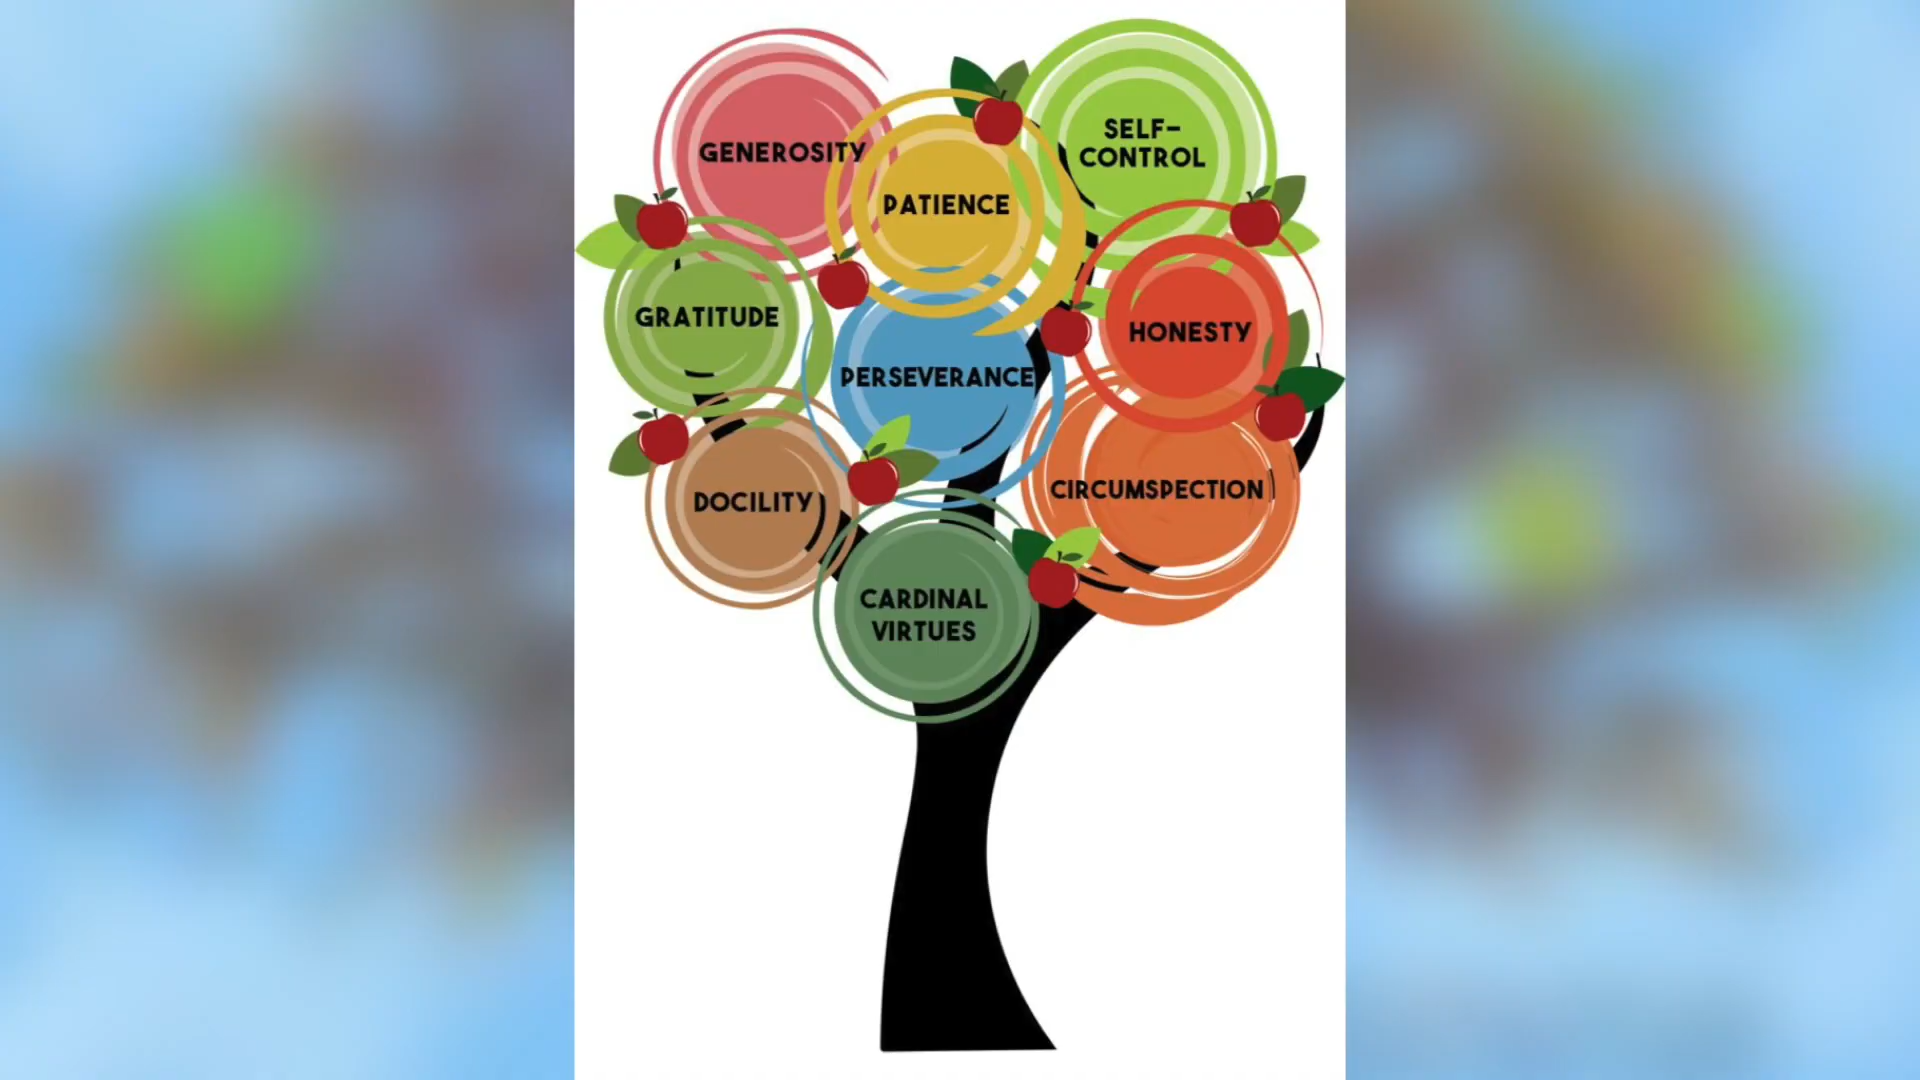 GENEROSITY
SELF-
CONTROL
PATIENCE
GRATITUDE
HONESTY
PERSEVERANCE
DOCILITY
CIRCUMSPECTION
CARDINAL
VIRTUES